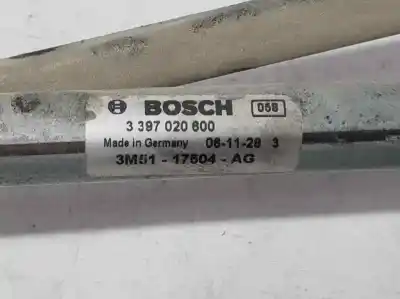 BOSCH 058
3 397 020 600
Made in Germany 06-11-28 3
3M51 - 17504 - AG